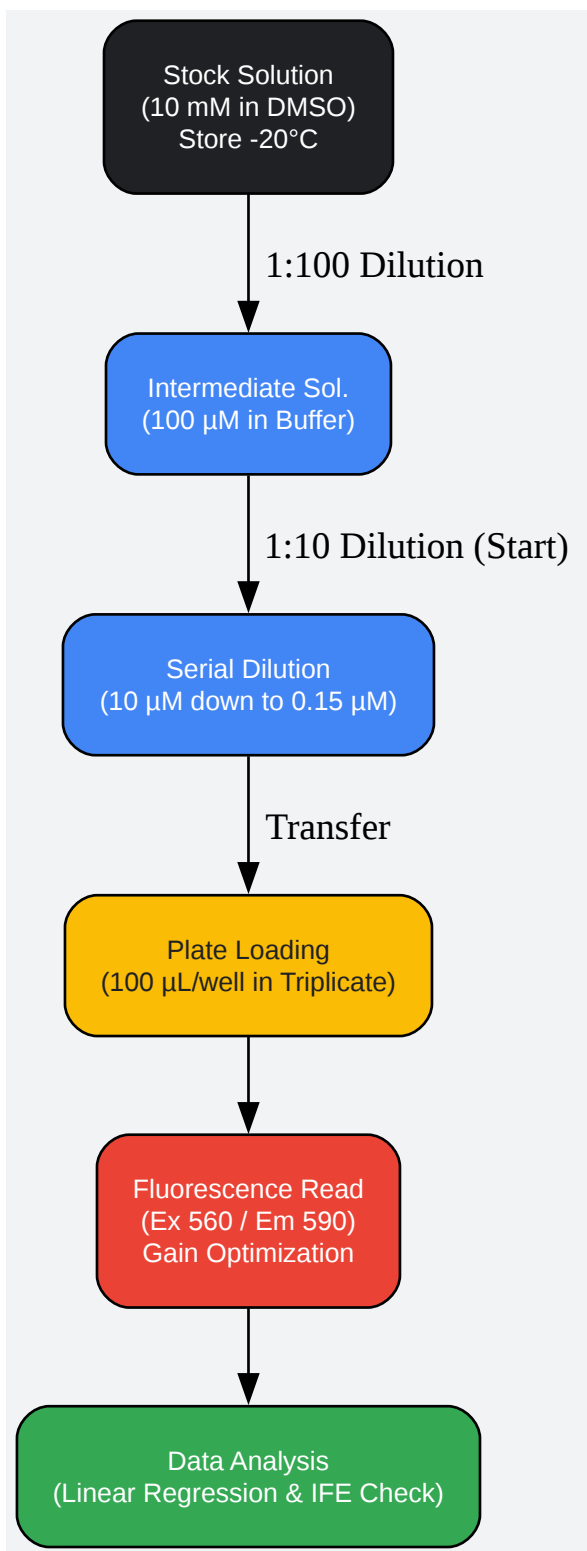 Stock Solution
(10 mM in DMSO)
Store -20°C
1:100 Dilution
Intermediate Sol.
(100 µM in Buffer)
1:10 Dilution (Start)
Serial Dilution
(10 µM down to 0.15 µM)
Transfer
Plate Loading
(100 µL/well in Triplicate)
Fluorescence Read
(Ex 560 / Em 590)
Gain Optimization
Data Analysis
(Linear Regression & IFE Check)